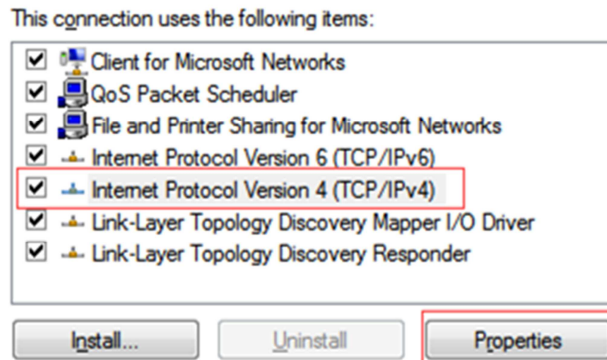 This connection uses the following items:
Client for Microsoft Networks
QoS Packet Scheduler
File and Printer Sharing for Microsoft Networks
Internet Protocol Version 6 (TCP/IPv6)
Internet Protocol Version 4 (TCP/IPv4)
Link-Layer Topology Discovery Mapper I/O Driver
Link-Layer Topology Discovery Responder
Install... Uninstall Properties